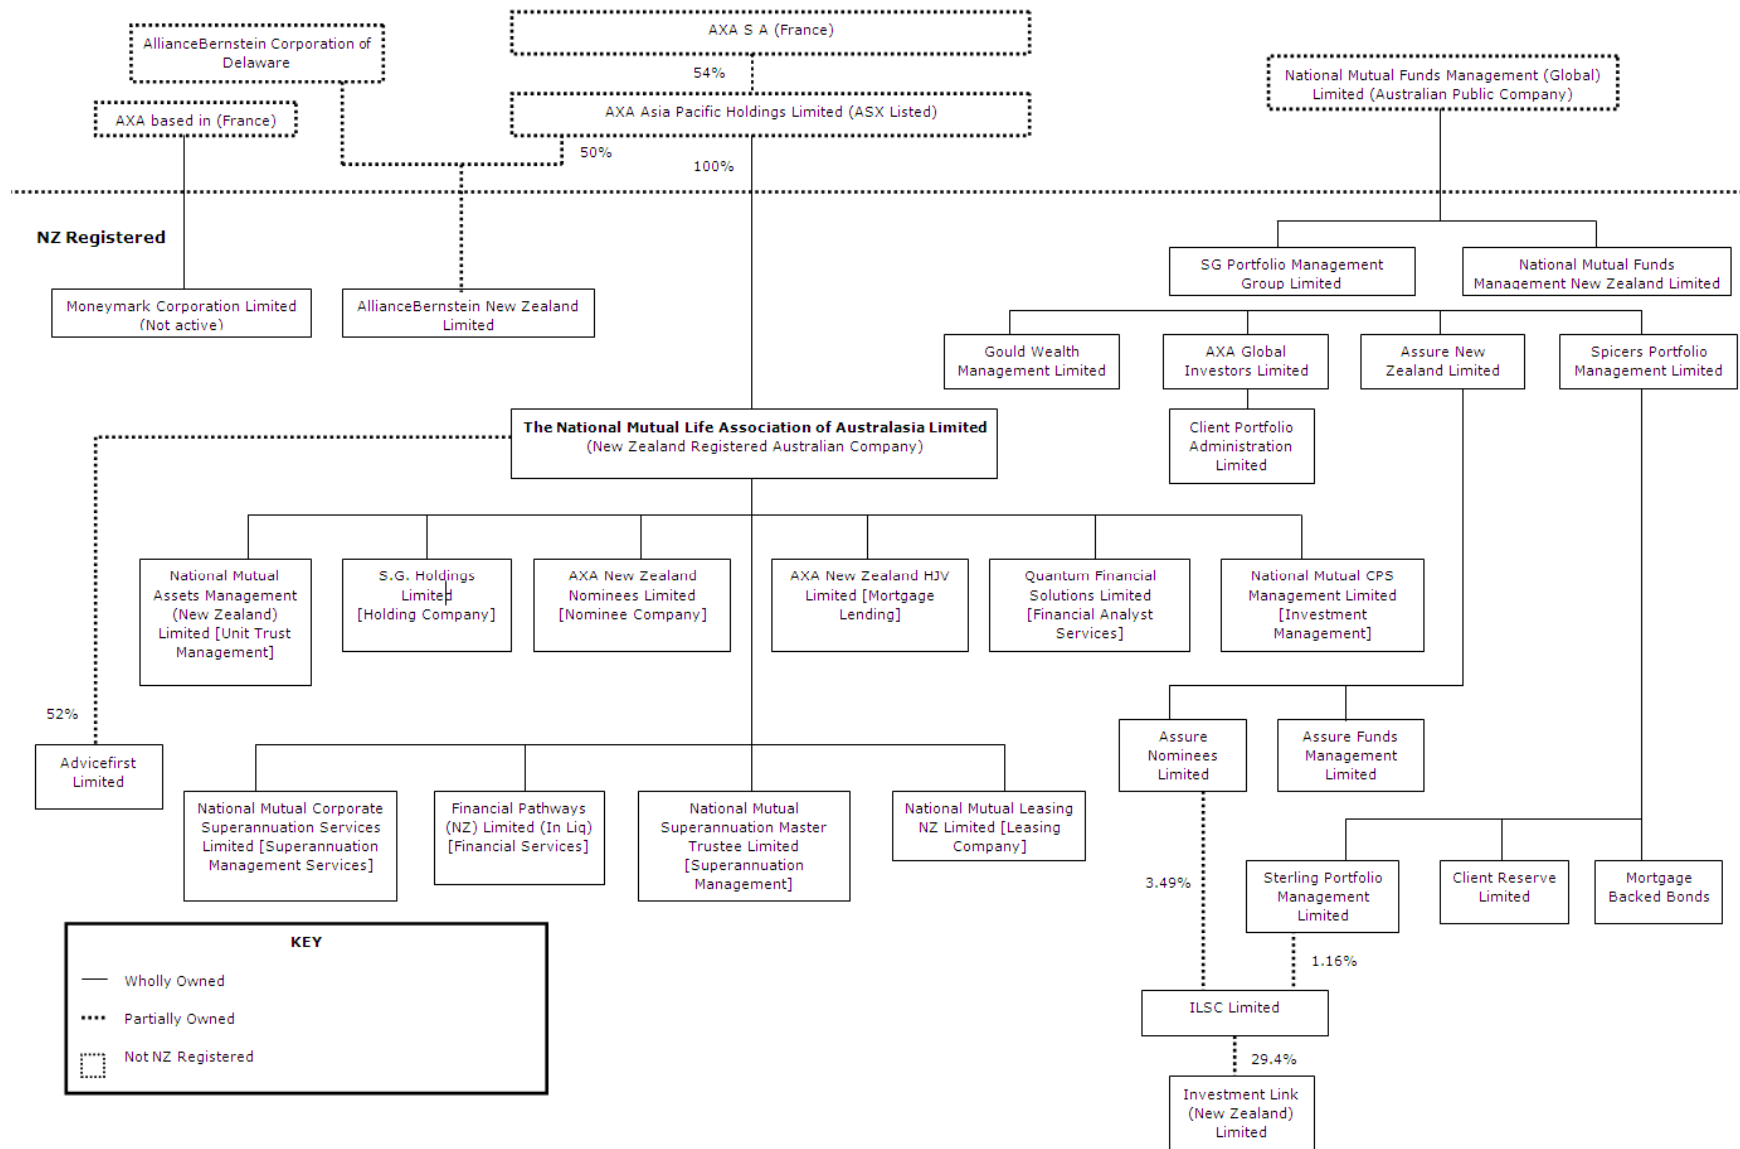 AXA S A (France)
AllianceBernstein Corporation of
Delaware
54%
National Mutual Funds Management (Global)
Limited (Australian Public Company)
AXA based in (France)
AXA Asia Pacific Holdings Limited (ASX Listed)
50%
100%
NZ Registered
SG Portfolio Management
Group Limited
National Mutual Funds
Management New Zealand Limited
Moneymark Corporation Limited
(Not active)
AllianceBernstein New Zealand
Limited
Gould Wealth
Management Limited
AXA Global
Investors Limited
Assure New
Zealand Limited
Spicers Portfolio
Management Limited
The National Mutual Life Association of Australasia Limited
(New Zealand Registered Australian Company)
Client Portfolio
Administration
Limited
National Mutual
Assets Management
(New Zealand)
Limited [Unit Trust
Management]
S.G. Holdings
Limited
[Holding Company]
AXA New Zealand
Nominees Limited
[Nominee Company]
AXA New Zealand HJV
Limited [Mortgage
Lending]
Quantum Financial
Solutions Limited
[Financial Analyst
Services]
National Mutual CPS
Management Limited
[Investment
Management]
52%
Advicefirst
Limited
Assure
Nominees
Limited
Assure Funds
Management
Limited
National Mutual Corporate
Superannuation Services
Limited [Superannuation
Management Services]
Financial Pathways
(NZ) Limited (In Liq)
[Financial Services]
National Mutual
Superannuation Master
Trustee Limited
[Superannuation
Management]
National Mutual Leasing
NZ Limited [Leasing
Company]
3.49%
Sterling Portfolio
Management
Limited
Client Reserve
Limited
Mortgage
Backed Bonds
1.16%
KEY
Wholly Owned
Partially Owned
Not NZ Registered
ILSC Limited
29.4%
Investment Link
(New Zealand)
Limited